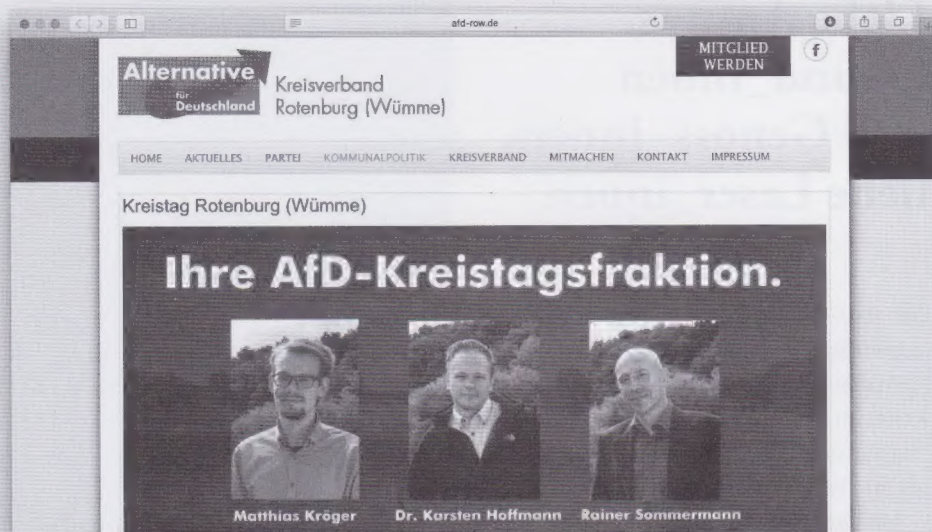 afd-row.de
MITGLIED
WERDEN
f
Alternative
für
Deutschland
Kreisverband
Rotenburg (Wümme)
HOME AKTUELLES PARTEI KOMMUNALPOLITIK KREISVERBAND MITMACHEN KONTAKT IMPRESSUM
Kreistag Rotenburg (Wümme)
Ihre AfD-Kreistagsfraktion.
Matthias Kröger Dr. Karsten Hoffmann Rainer Sommermann